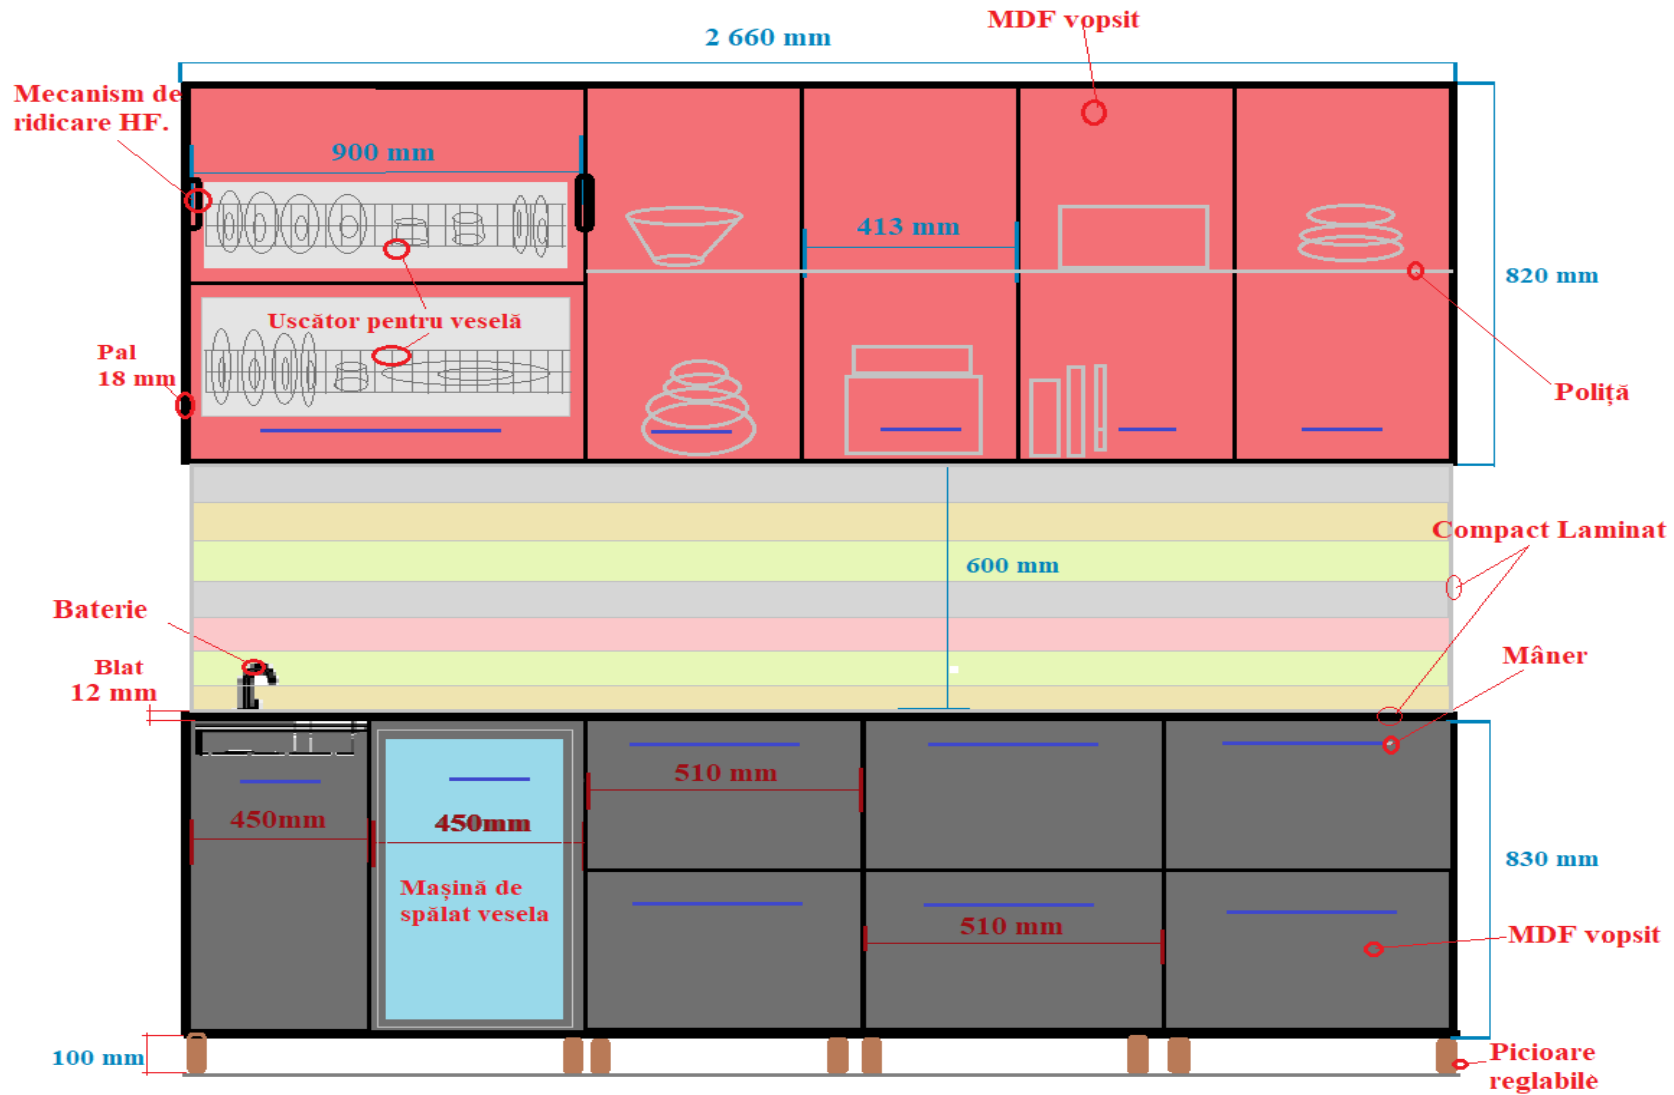 MDF vopsit
2 660 mm
Mecanism de
ridicare HF.
900 mm
413 mm
820 mm
Uscător pentru veselă
Pal
18 mm
Poliță
Compact Laminat
600 mm
Baterie
Mâner
Blat
12 mm
510 mm
450mm
450mm
830 mm
Mașină de
spălat vesela
510 mm
MDF vopsit
100 mm
Picioare
reglabile